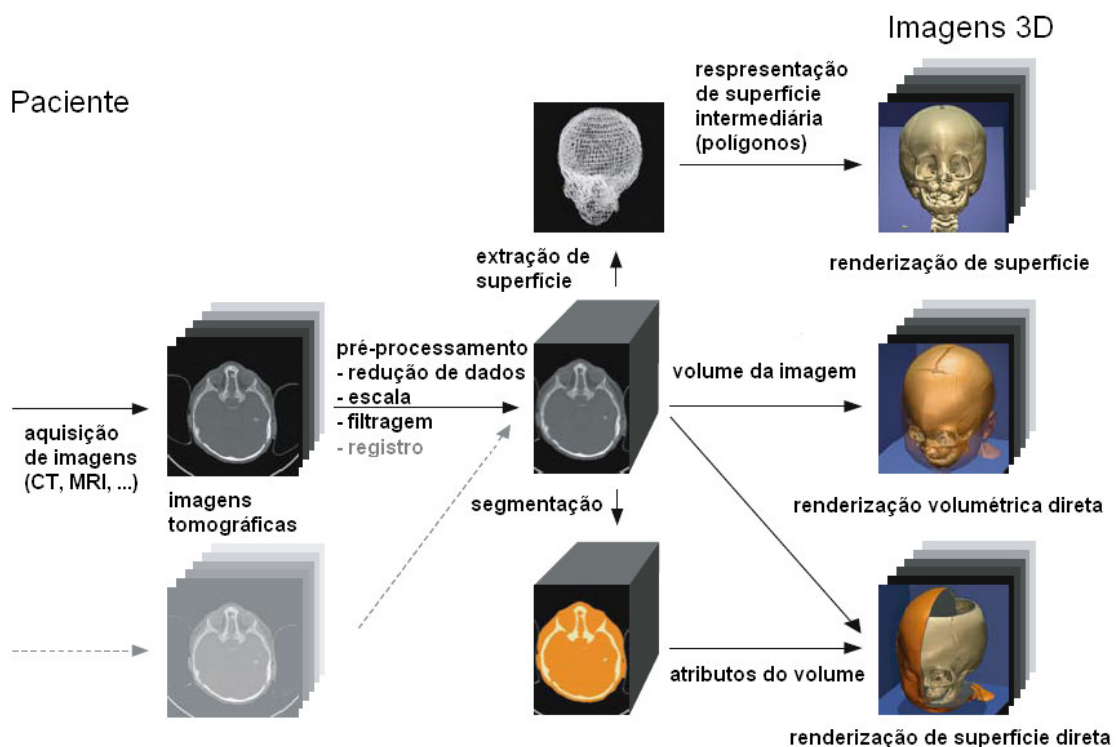 Imagens 3D
Paciente
respresentação
de superfície
intermediária
(polígonos)
extração de
superfície
renderização de superfície
pré-processamento
- redução de dados
- escala
- filtragem
- registro
volume da imagem
aquisição
de imagens
(CT, MRI, ...)
imagens
tomográficas
segmentação
renderização volumétrica direta
atributos do volume
renderização de superfície direta